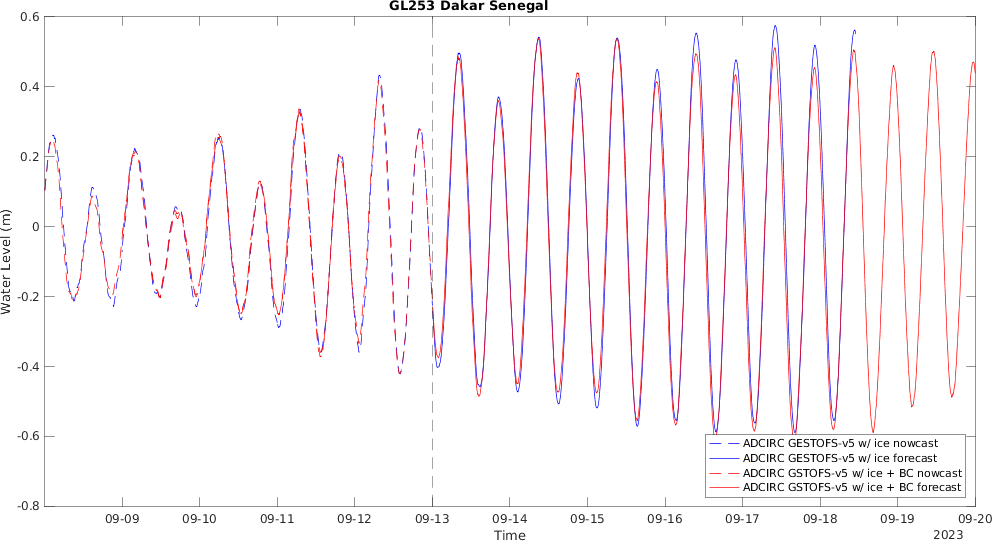 GL253 Dakar Senegal
0.6
0.4
0.2
0
-0.2
-0.4
-0.6
-0.8
Water Level (m)
ADCIRC GESTOFS-v5 w/ ice nowcast
ADCIRC GESTOFS-v5 w/ ice forecast
ADCIRC GSTOFS-v5 w/ ice + BC nowcast
ADCIRC GSTOFS-v5 w/ ice + BC forecast
09-09 09-10 09-11 09-12 09-13 09-14 09-15 09-16 09-17 09-18 09-19 09-20
Time
2023